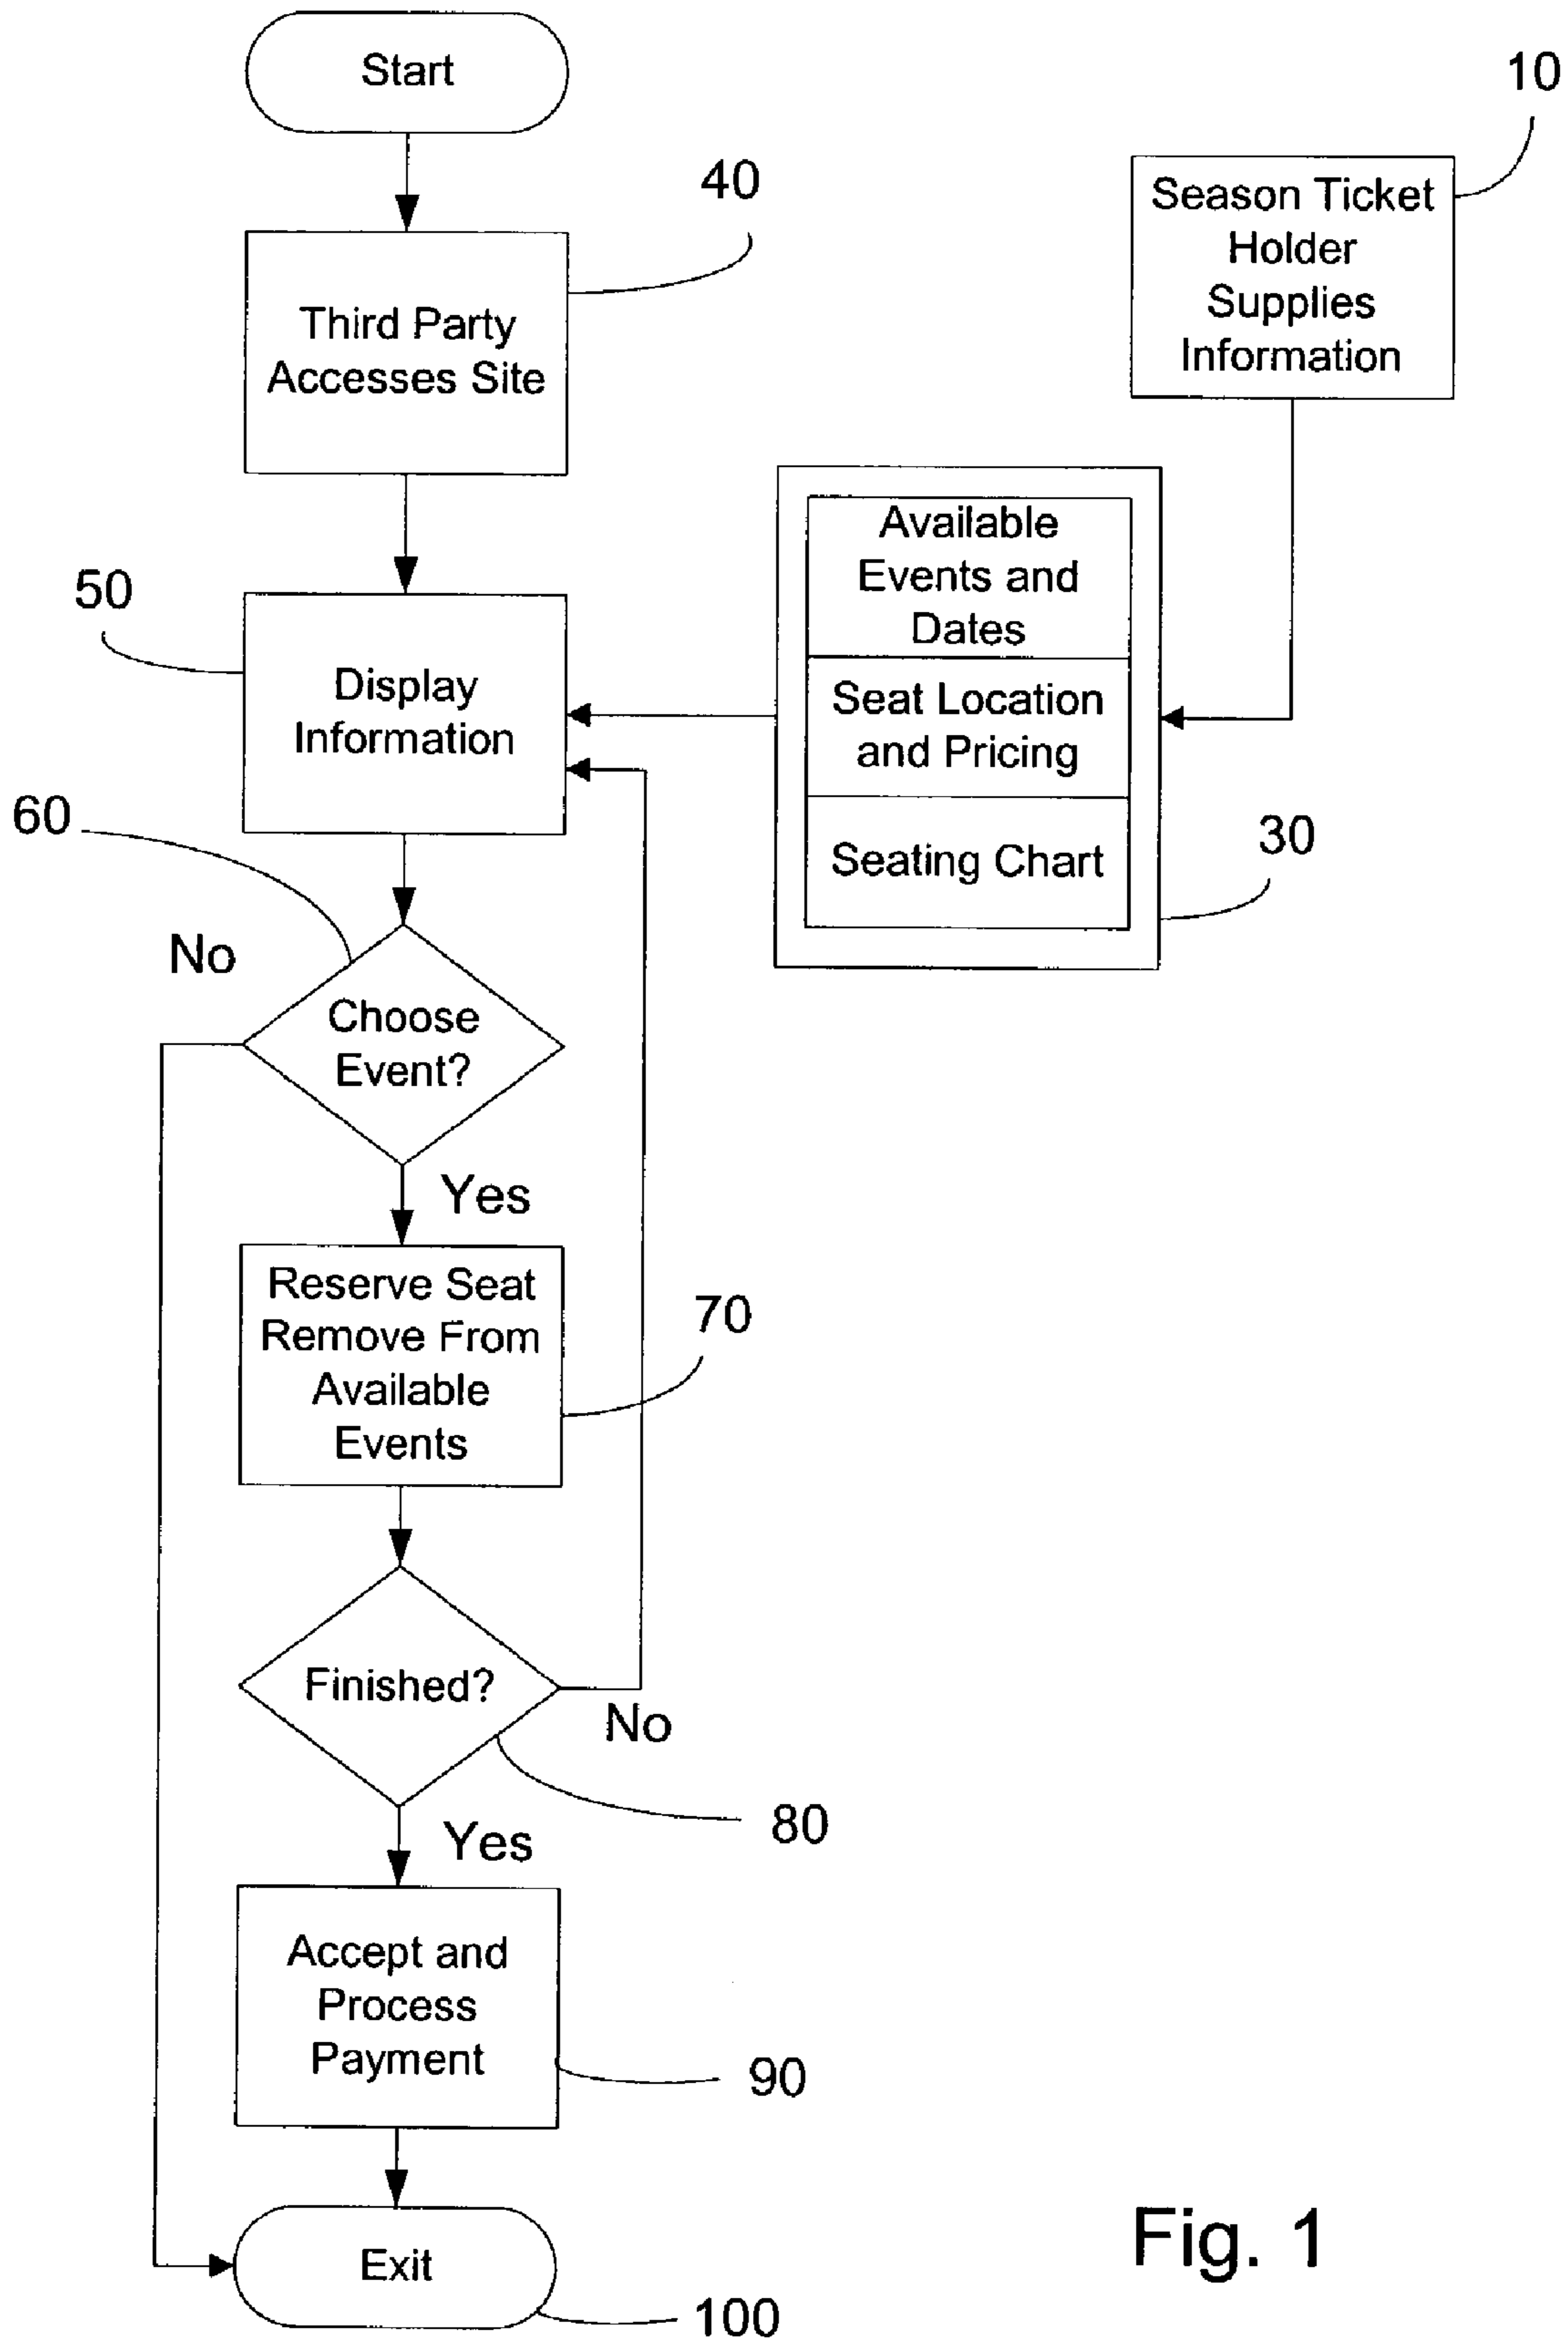 Start
10
40
Season Ticket
Holder
Supplies
Information
Third Party
Accesses Site
Available
Events and
Dates
50
Display
Information
Seat Location
and Pricing
60
30
Seating Chart
No
Choose
Event?
Yes
Reserve Seat
Remove From
Available
Events
70
Finished?
No
80
Yes
Accept and
Process
Payment
90
Exit
100
Fig. 1